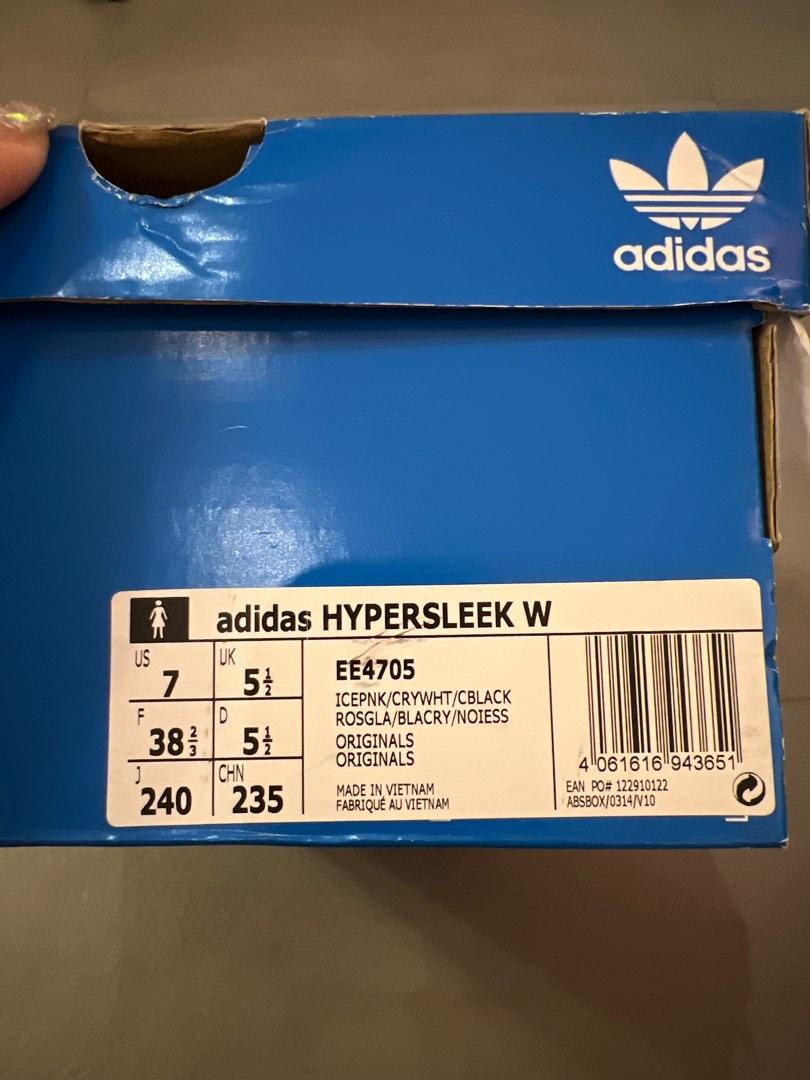 adidas
adidas HYPERSLEEK W
US 7
UK 5½
F 38⅔
D 5½
J 240
CHN 235
EE4705
ICEPNK/CRYWHT/CBLACK
ROSGLA/BLACRY/NOIESS
ORIGINALS
ORIGINALS
MADE IN VIETNAM
FABRIQUÉ AU VIETNAM
4 061616 943651
EAN PO# 122910122
ABSBOX/0314/V10